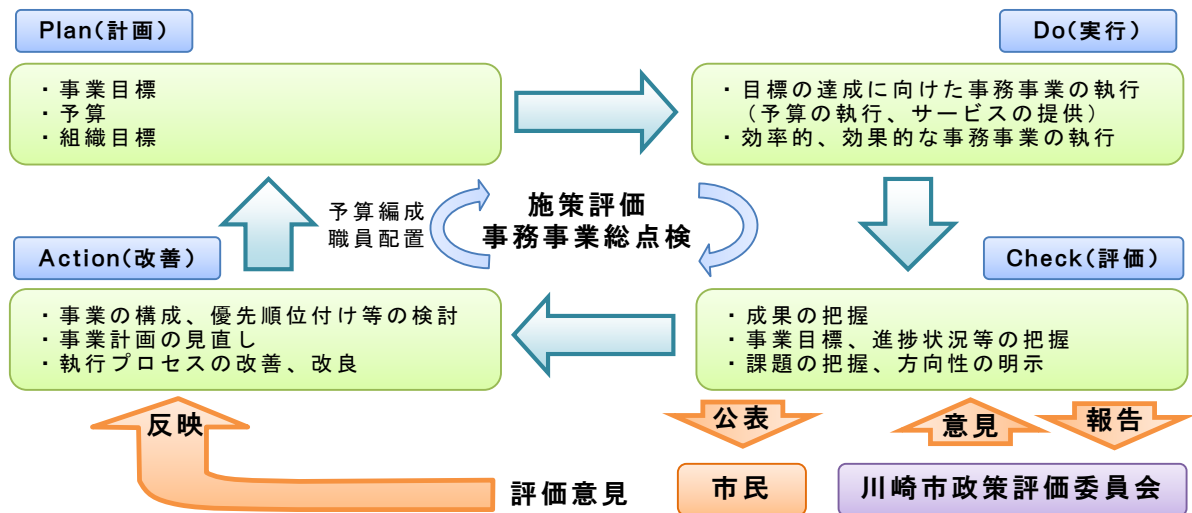 Plan(計画)
・事業目標
・予算
・組織目標
Do(実行)
・目標の達成に向けた事務事業の執行
(予算の執行、サービスの提供)
・効率的、効果的な事務事業の執行
予算編成
職員配置
施策評価
事務事業総点検
Action(改善)
・事業の構成、優先順位付け等の検討
・事業計画の見直し
・執行プロセスの改善、改良
Check(評価)
・成果の把握
・事業目標、進捗状況等の把握
・課題の把握、方向性の明示
反映
公表
意見
報告
評価意見
市民
川崎市政策評価委員会